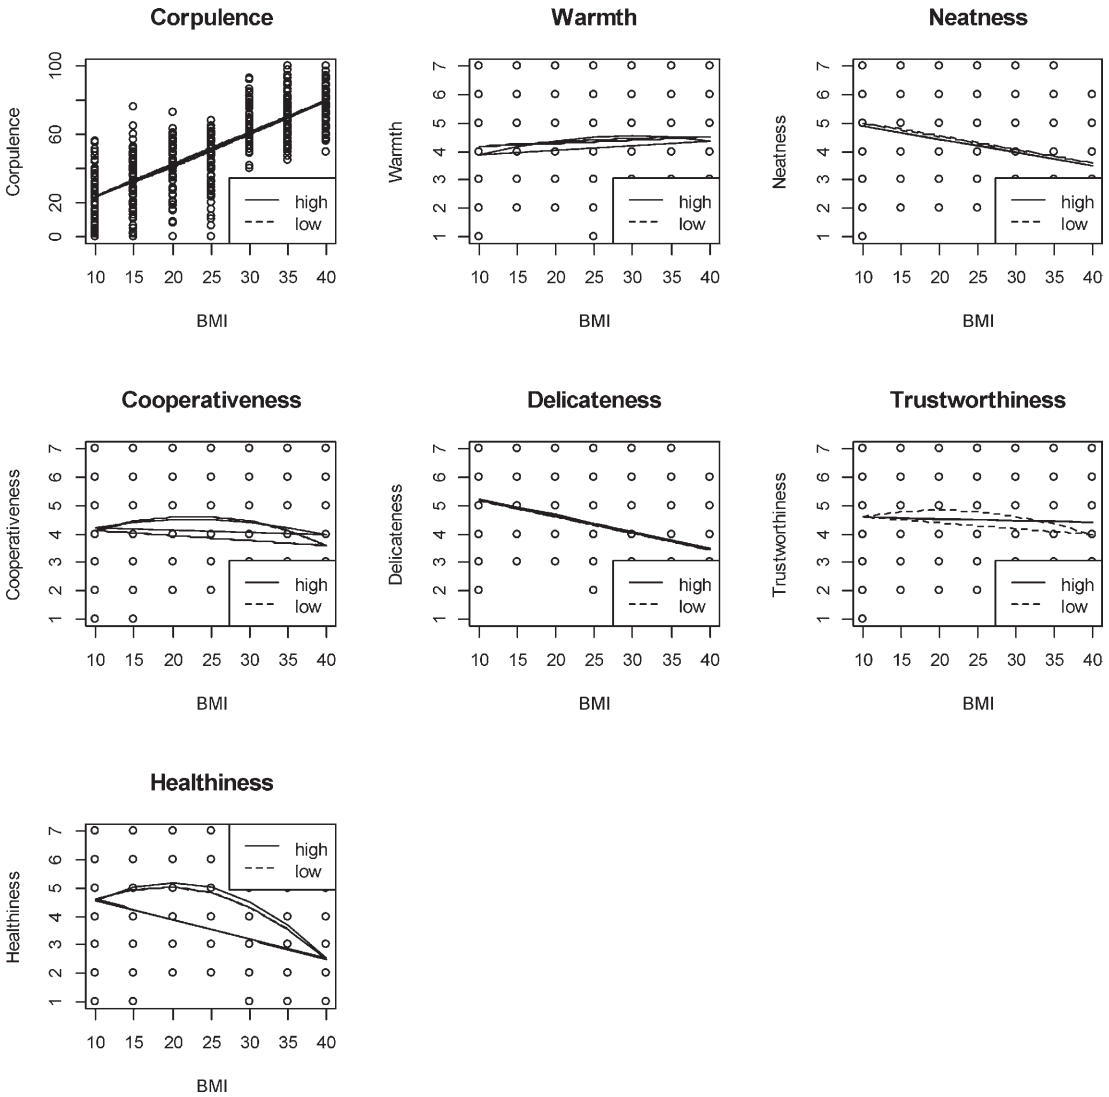 Corpulence
Corpulence
100
60
20
0
high
low
10 15 20 25 30 35 40
BMI
Warmth
Warmth
7
6
5
4
3
2
1
high
low
10 15 20 25 30 35 40
BMI
Neatness
Neatness
7
6
5
4
3
2
1
high
low
10 15 20 25 30 35 40
BMI
Cooperativeness
Cooperativeness
7
6
5
4
3
2
1
high
low
10 15 20 25 30 35 40
BMI
Delicateness
Delicateness
7
6
5
4
3
2
1
high
low
10 15 20 25 30 35 40
BMI
Trustworthiness
Trustworthiness
7
6
5
4
3
2
1
high
low
10 15 20 25 30 35 40
BMI
Healthiness
Healthiness
7
6
5
4
3
2
1
high
low
10 15 20 25 30 35 40
BMI